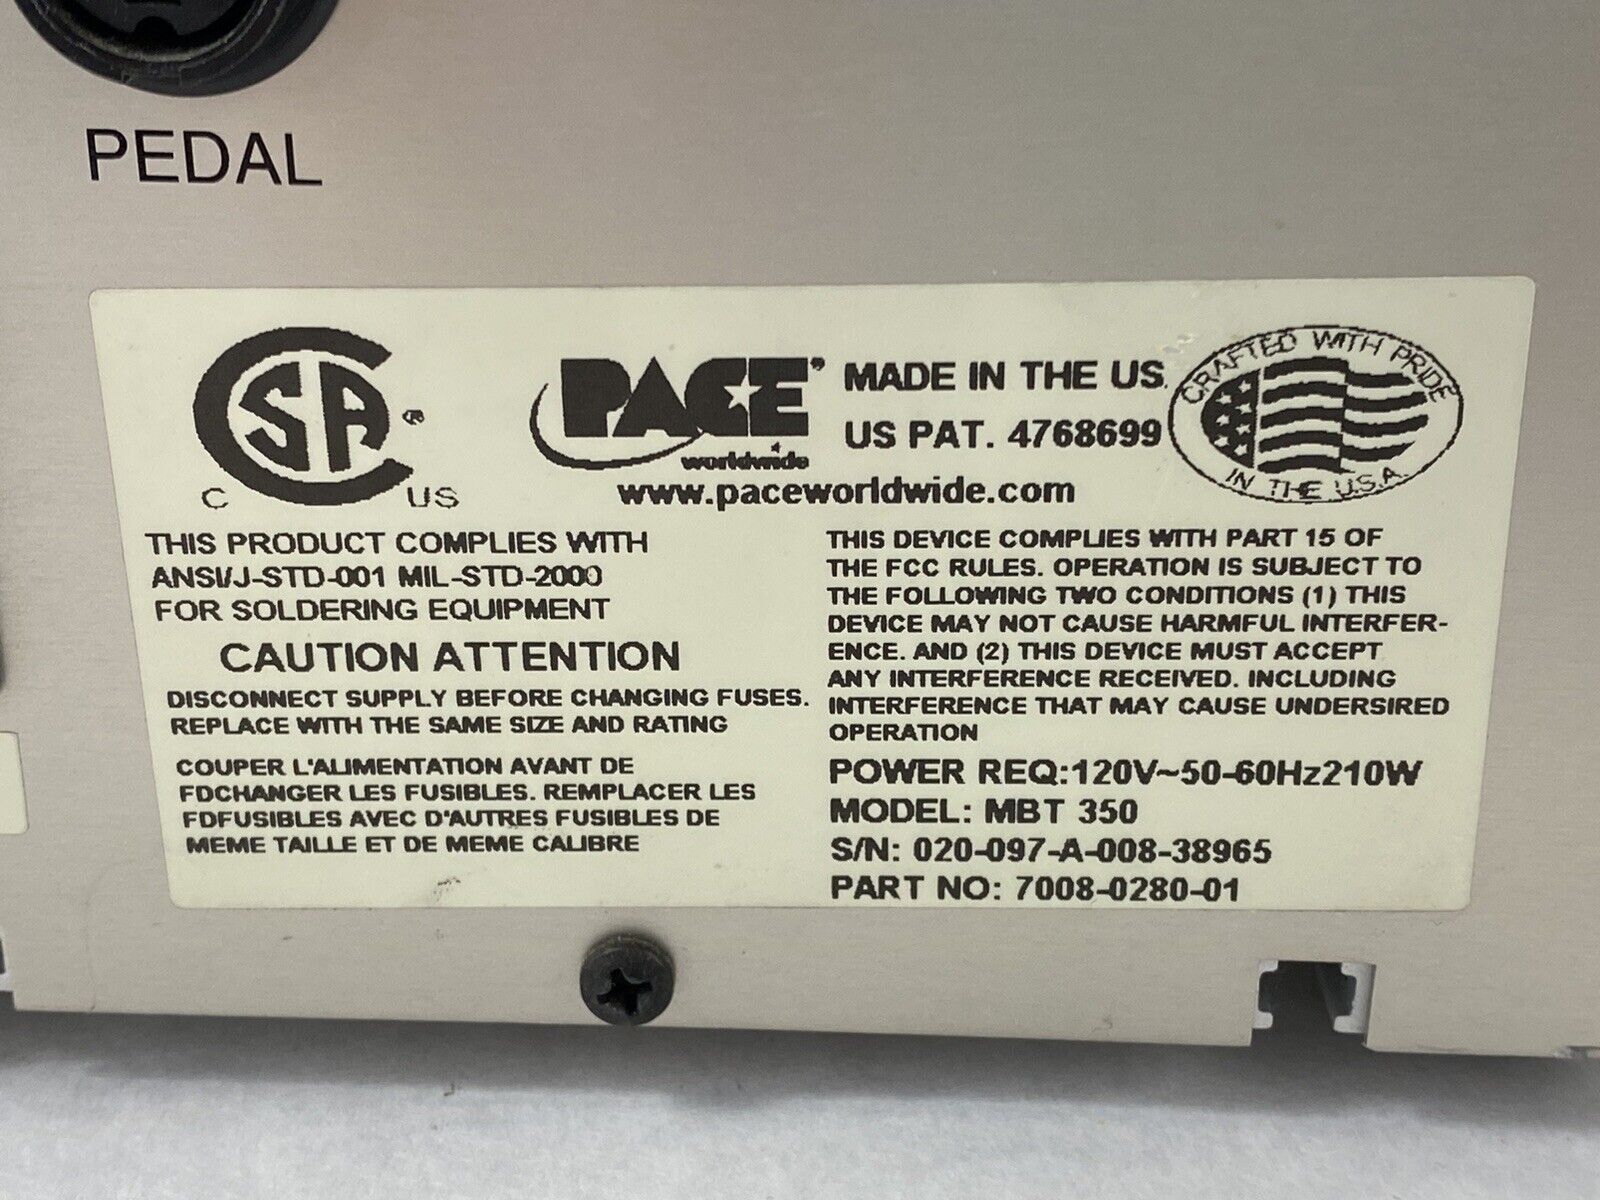 PEDAL
CSA®
C US
PACE®
worldwide
www.paceworldwide.com
MADE IN THE US
US PAT. 4768699
CRAFTED WITH PRIDE
IN THE U.S.A.
THIS PRODUCT COMPLIES WITH
ANSI/J-STD-001 MIL-STD-2000
FOR SOLDERING EQUIPMENT
CAUTION ATTENTION
DISCONNECT SUPPLY BEFORE CHANGING FUSES.
REPLACE WITH THE SAME SIZE AND RATING
COUPER L'ALIMENTATION AVANT DE
FDCHANGER LES FUSIBLES. REMPLACER LES
FDFUSIBLES AVEC D'AUTRES FUSIBLES DE
MEME TAILLE ET DE MEME CALIBRE
THIS DEVICE COMPLIES WITH PART 15 OF
THE FCC RULES. OPERATION IS SUBJECT TO
THE FOLLOWING TWO CONDITIONS (1) THIS
DEVICE MAY NOT CAUSE HARMFUL INTERFER-
ENCE. AND (2) THIS DEVICE MUST ACCEPT
ANY INTERFERENCE RECEIVED. INCLUDING
INTERFERENCE THAT MAY CAUSE UNDERSIRED
OPERATION
POWER REQ:120V~50-60Hz210W
MODEL: MBT 350
S/N: 020-097-A-008-38965
PART NO: 7008-0280-01